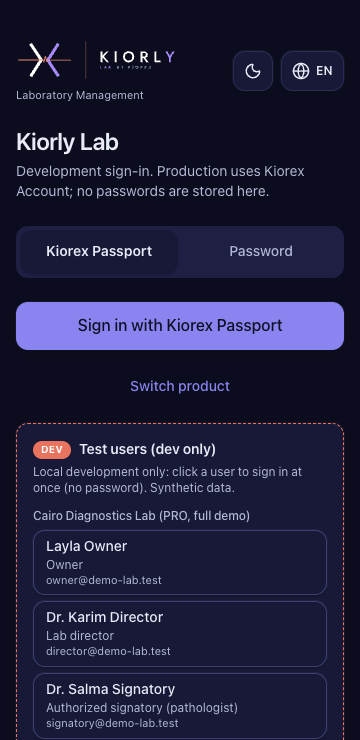 KIORLY
LAB BY KIOREX
EN
Laboratory Management
Kiorly Lab
Development sign-in. Production uses Kiorex
Account; no passwords are stored here.
Kiorex Passport
Password
Sign in with Kiorex Passport
Switch product
DEV
Test users (dev only)
Local development only: click a user to sign in at
once (no password). Synthetic data.
Cairo Diagnostics Lab (PRO, full demo)
Layla Owner
Owner
owner@demo-lab.test
Dr. Karim Director
Lab director
director@demo-lab.test
Dr. Salma Signatory
Authorized signatory (pathologist)
signatory@demo-lab.test